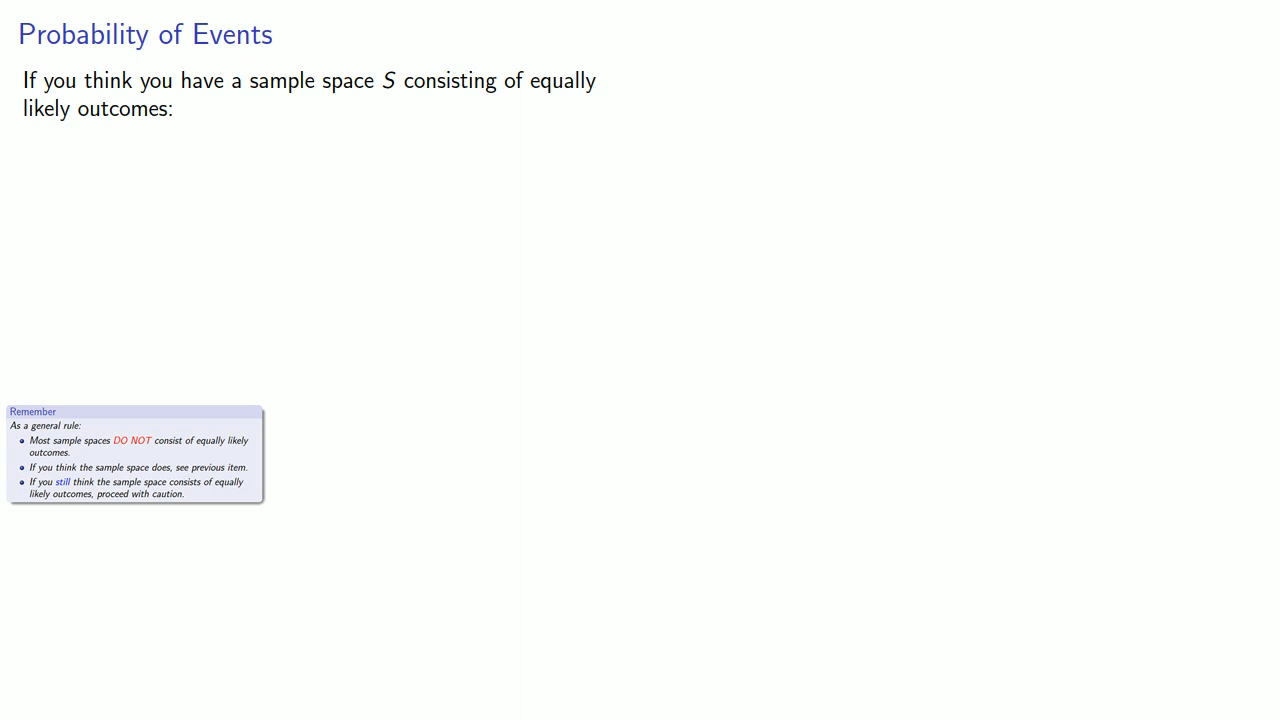 Probability of Events
If you think you have a sample space S consisting of equally
likely outcomes:
Remember
As a general rule:
Most sample spaces DO NOT consist of equally likely
outcomes.
If you think the sample space does, see previous item.
If you still think the sample space consists of equally
likely outcomes, proceed with caution.